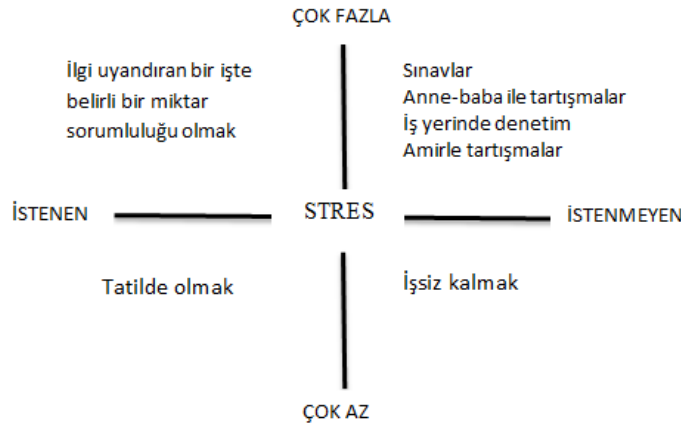 ÇOK FAZLA
İlgi uyandıran bir işte
belirli bir miktar
sorumluluğu olmak
Sınavlar
Anne-baba ile tartışmalar
İş yerinde denetim
Amirle tartışmalar
İSTENEN
STRES
İSTENMEYEN
Tatilde olmak
İşsiz kalmak
ÇOK AZ